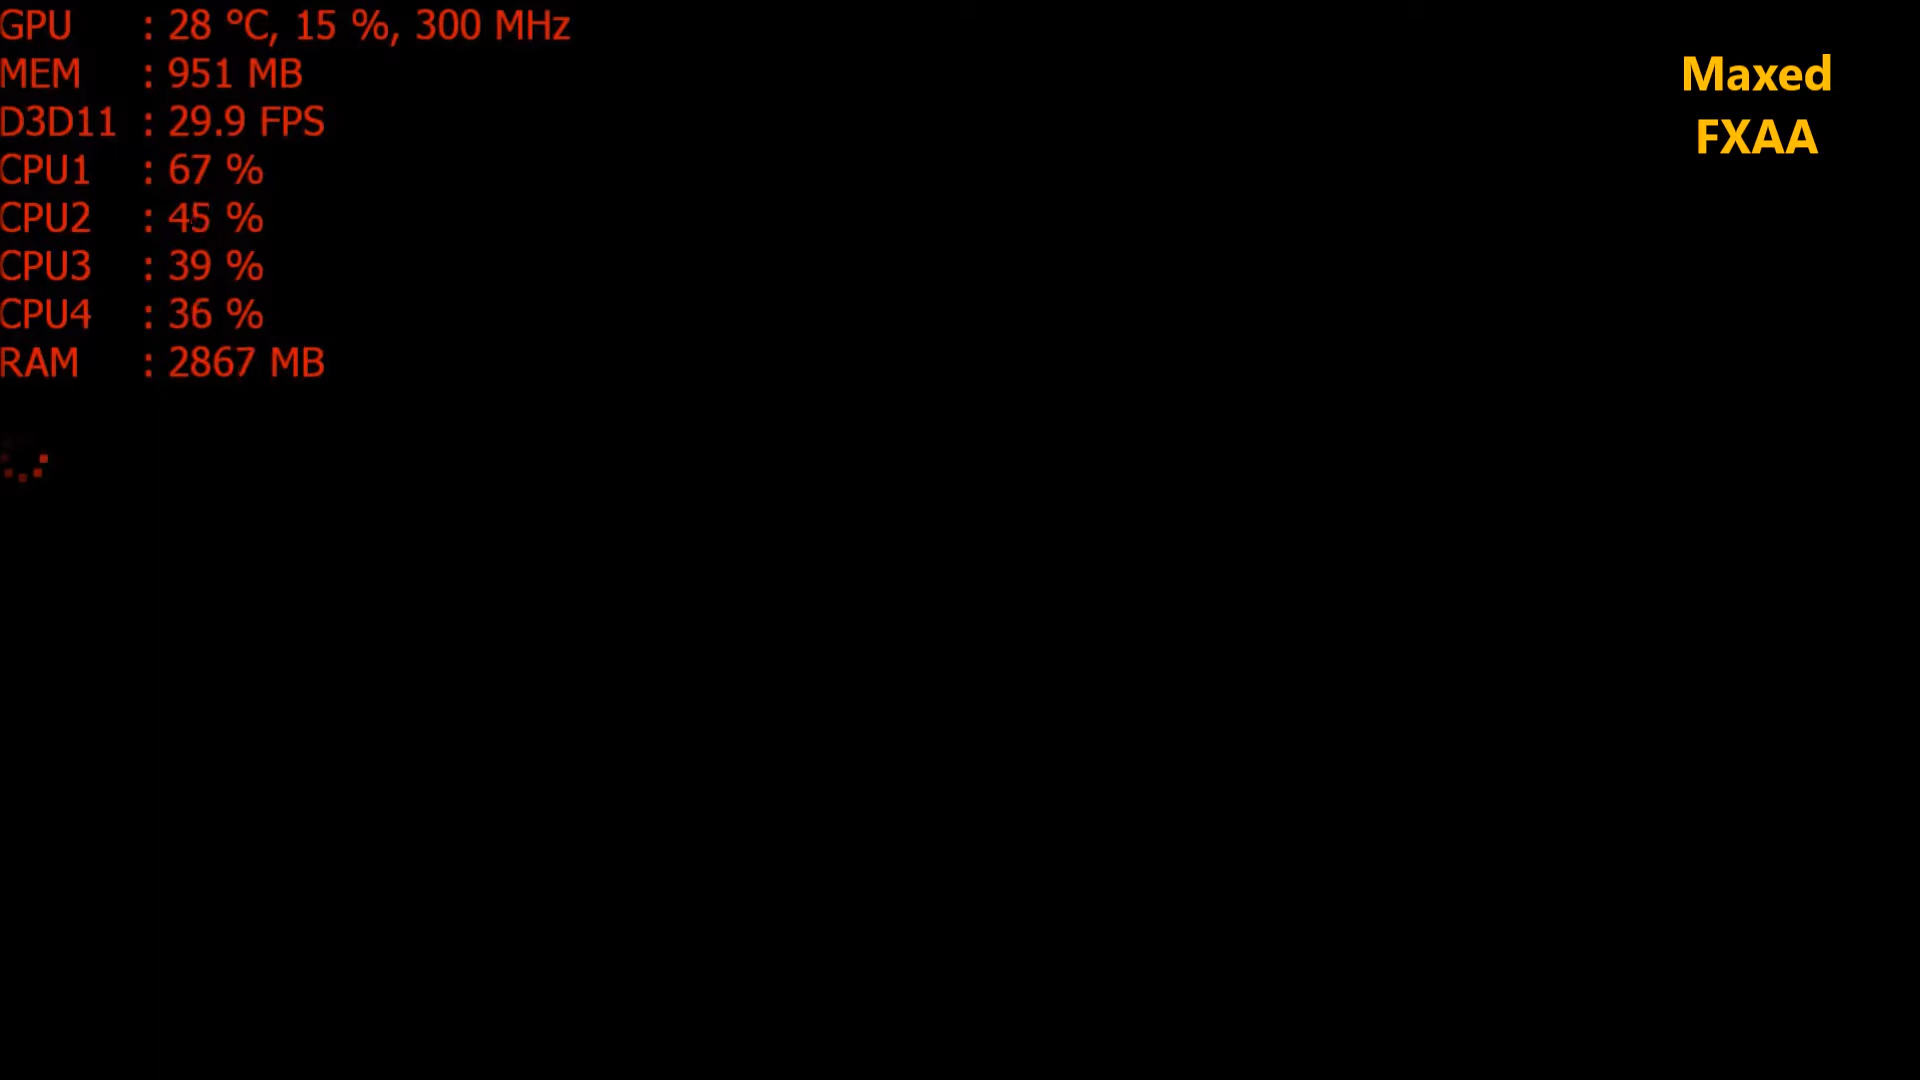 GPU : 28 °C, 15 %, 300 MHz
MEM : 951 MB
D3D11 : 29.9 FPS
CPU1 : 67 %
CPU2 : 45 %
CPU3 : 39 %
CPU4 : 36 %
RAM : 2867 MB
Maxed
FXAA